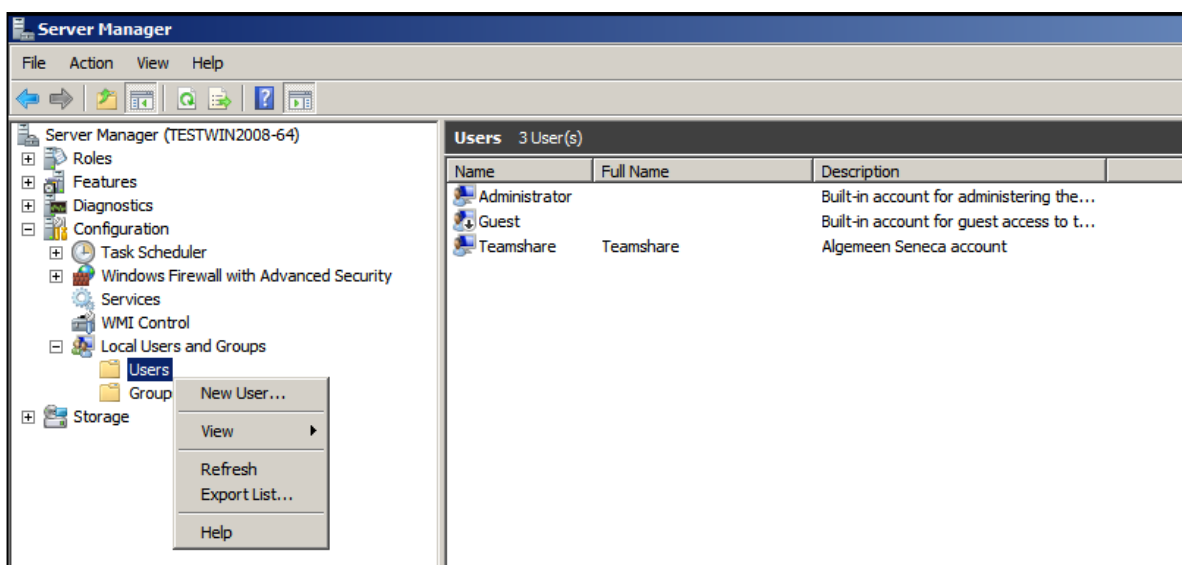 Server Manager
File Action View Help
Server Manager (TESTWIN2008-64)
Roles
Features
Diagnostics
Configuration
Task Scheduler
Windows Firewall with Advanced Security
Services
WMI Control
Local Users and Groups
Users
Group
Storage
New User...
View
Refresh
Export List...
Help
Users 3 User(s)
Name Full Name Description
Administrator Built-in account for administering the...
Guest Built-in account for guest access to t...
Teamshare Teamshare Algemeen Seneca account